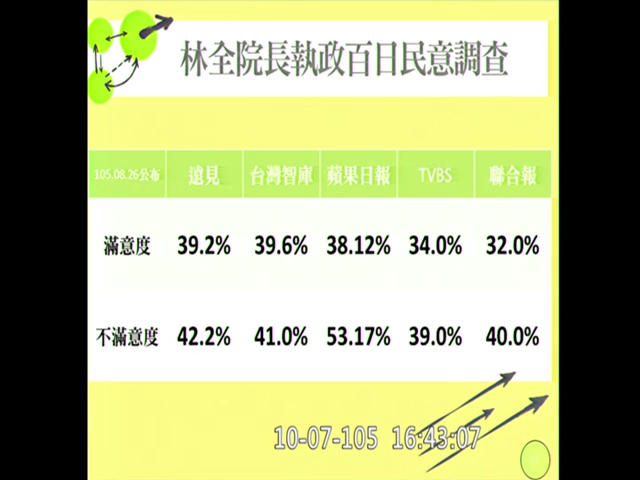 林全院長執政百日民意調查
105.08.26公布 遠見 台灣智庫 蘋果日報 TVBS 聯合報
滿意度 39.2% 39.6% 38.12% 34.0% 32.0%
不滿意度 42.2% 41.0% 53.17% 39.0% 40.0%
10-07-105 16:43:07